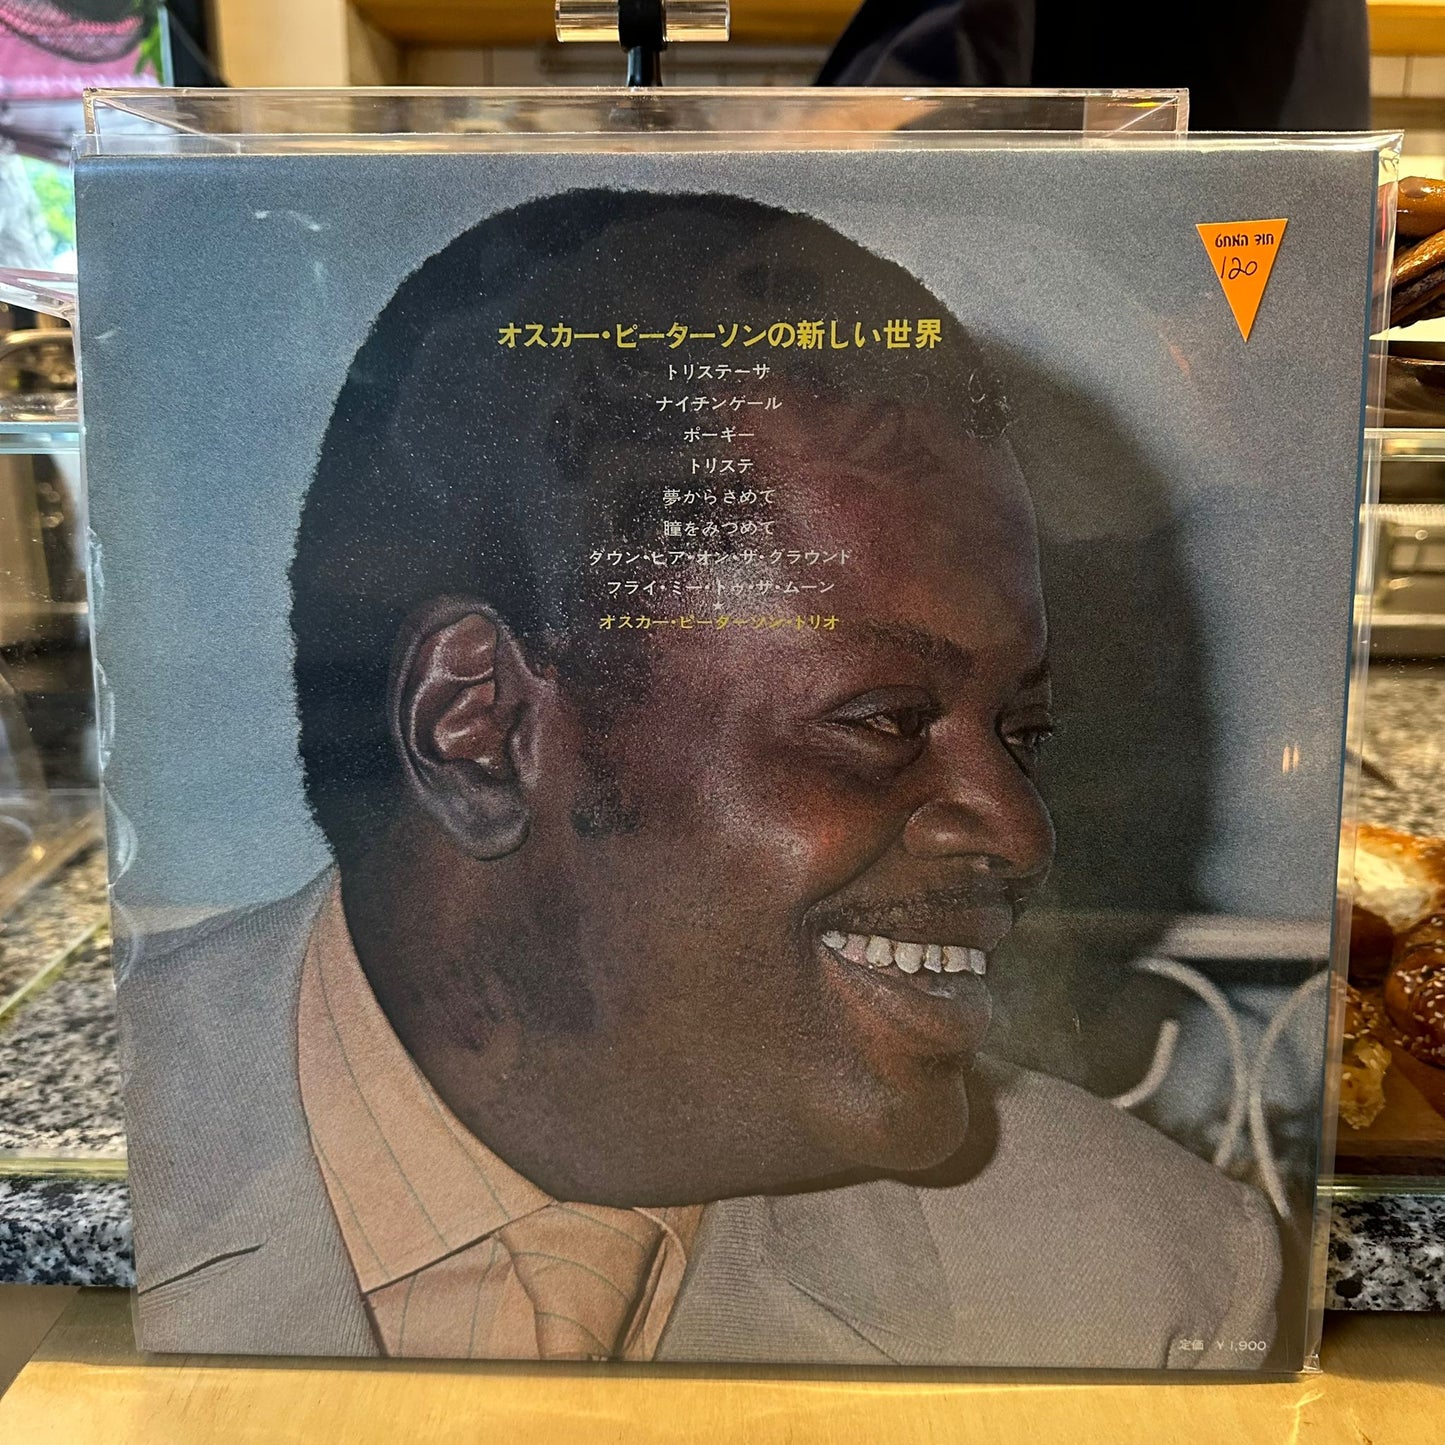 חוד המחט
120
オスカー・ピーターソンの新しい世界
トリステーサ
ナイチンゲール
ポーギー
トリステ
夢からさめて
瞳をみつめて
ダウン・ヒア・オン・ザ・グラウンド
フライ・ミー・トゥ・ザ・ムーン
★
オスカー・ピーターソン・トリオ
定価 ￥1,900